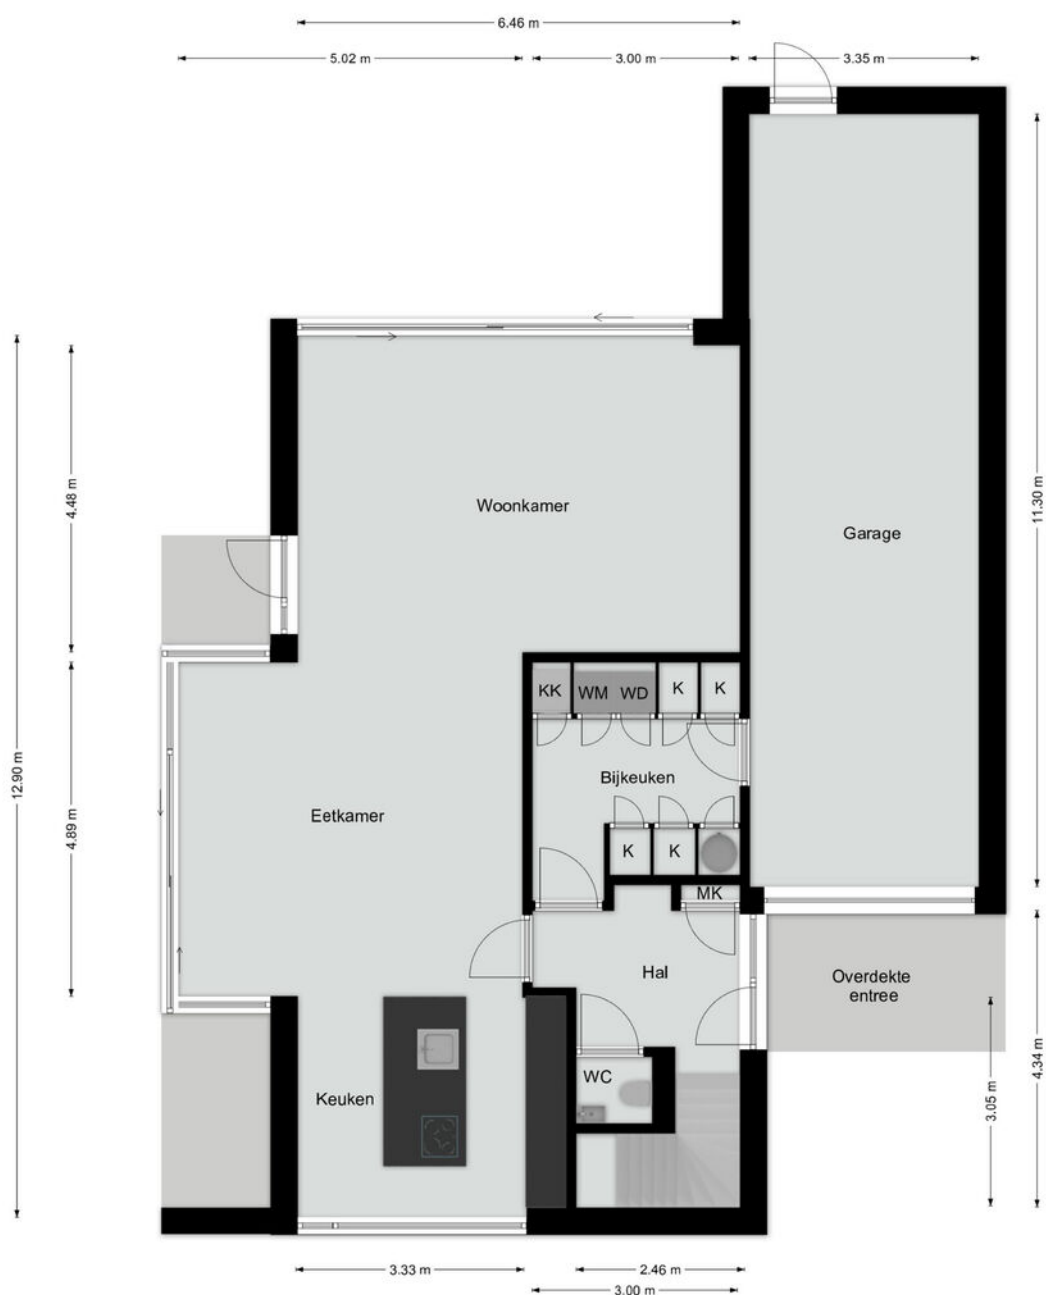 6.46 m
5.02 m
3.00 m
3.35 m
4.48 m
11.30 m
Woonkamer
Garage
KK
WM
WD
K
K
12.90 m
Bijkeuken
4.89 m
Eetkamer
K
K
MK
Hal
Overdekte
entree
4.34 m
3.05 m
WC
Keuken
3.33 m
2.46 m
3.00 m